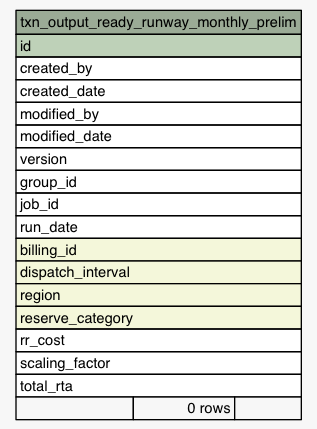 txn_output_ready_runway_monthly_prelim
id
created_by
created_date
modified_by
modified_date
version
group_id
job_id
run_date
billing_id
dispatch_interval
region
reserve_category
rr_cost
scaling_factor
total_rta
0 rows